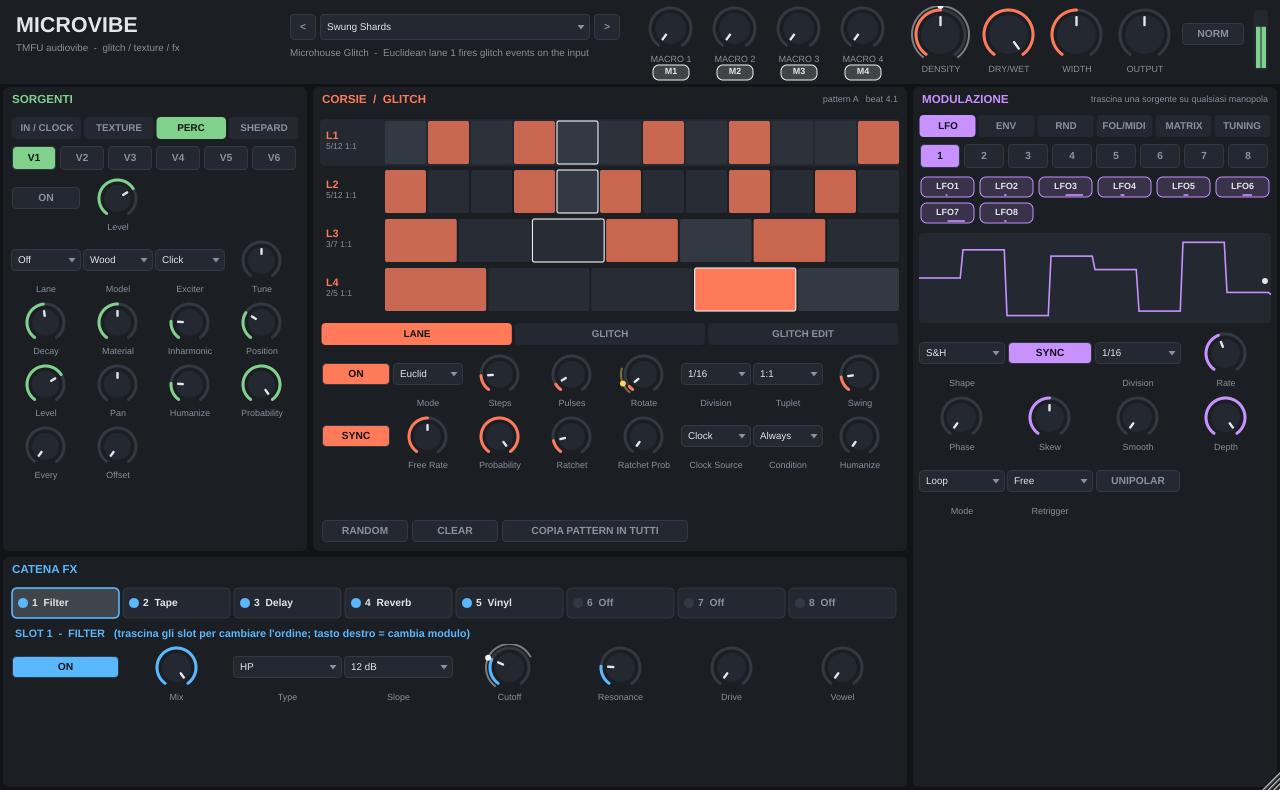 MICROVIBE
TMFU audiovibe - glitch / texture / fx
< Swung Shards >
Microhouse Glitch - Euclidean lane 1 fires glitch events on the input
MACRO 1 MACRO 2 MACRO 3 MACRO 4
M1 M2 M3 M4
DENSITY DRY/WET WIDTH OUTPUT
NORM
SORGENTI
IN / CLOCK TEXTURE PERC SHEPARD
V1 V2 V3 V4 V5 V6
ON
Level
Off Wood Click
Lane Model Exciter Tune
Decay Material Inharmonic Position
Level Pan Humanize Probability
Every Offset
CORSIE / GLITCH
pattern A beat 4.1
L1
5/12 1:1
L2
5/12 1:1
L3
3/7 1:1
L4
2/5 1:1
LANE GLITCH GLITCH EDIT
ON Euclid 1/16 1:1
Mode Steps Pulses Rotate Division Tuplet Swing
SYNC Clock Always
Free Rate Probability Ratchet Ratchet Prob Clock Source Condition Humanize
RANDOM CLEAR COPIA PATTERN IN TUTTI
MODULAZIONE
trascina una sorgente su qualsiasi manopola
LFO ENV RND FOL/MIDI MATRIX TUNING
1 2 3 4 5 6 7 8
LFO1 LFO2 LFO3 LFO4 LFO5 LFO6
LFO7 LFO8
S&H SYNC 1/16
Shape Division Rate
Phase Skew Smooth Depth
Loop Free UNIPOLAR
Mode Retrigger
CATENA FX
1 Filter 2 Tape 3 Delay 4 Reverb 5 Vinyl 6 Off 7 Off 8 Off
SLOT 1 - FILTER (trascina gli slot per cambiare l'ordine; tasto destro = cambia modulo)
ON HP 12 dB
Mix Type Slope Cutoff Resonance Drive Vowel